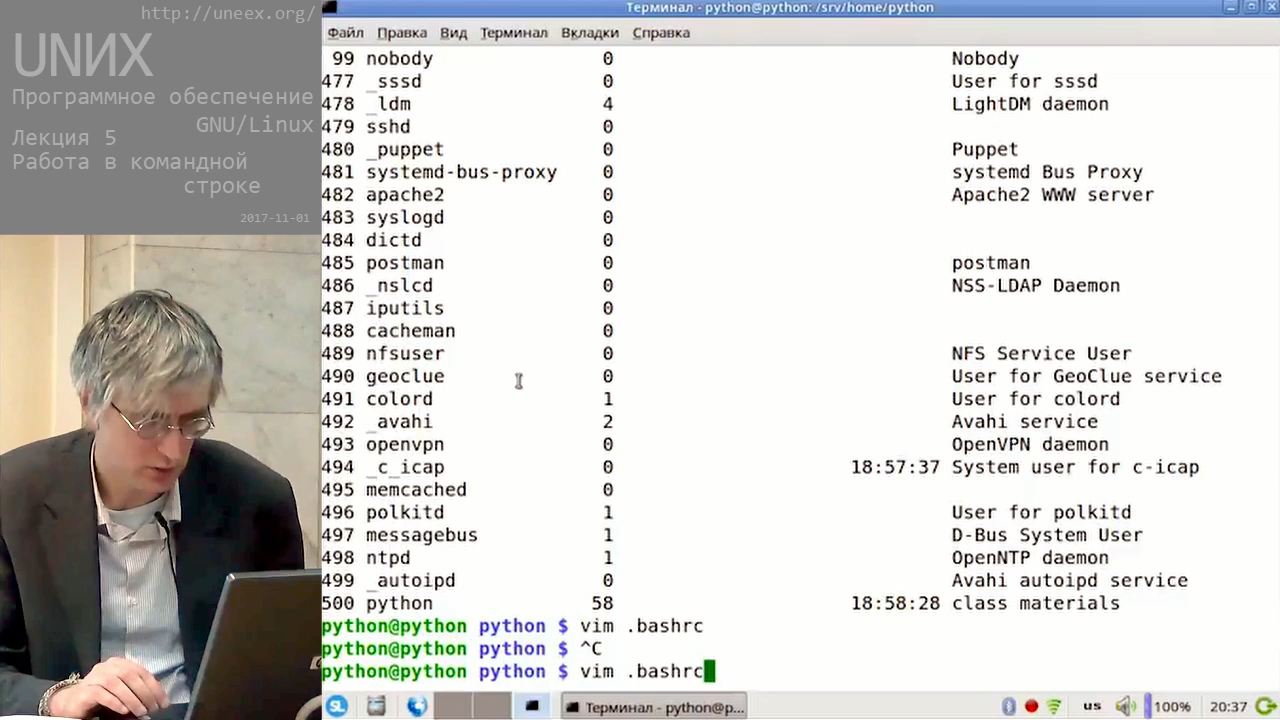 http://uneex.org/
UNИX
Программное обеспечение
GNU/Linux
Лекция 5
Работа в командной
строке
2017-11-01
Терминал - python@python: /srv/home/python
Файл Правка Вид Терминал Вкладки Справка
99 nobody 0 Nobody
477 _sssd 0 User for sssd
478 _ldm 4 LightDM daemon
479 sshd 0
480 _puppet 0 Puppet
481 systemd-bus-proxy 0 systemd Bus Proxy
482 apache2 0 Apache2 WWW server
483 syslogd 0
484 dictd 0
485 postman 0 postman
486 _nslcd 0 NSS-LDAP Daemon
487 iputils 0
488 cacheman 0
489 nfsuser 0 NFS Service User
490 geoclue 0 User for GeoClue service
491 colord 1 User for colord
492 _avahi 2 Avahi service
493 openvpn 0 OpenVPN daemon
494 _c_icap 0 18:57:37 System user for c-icap
495 memcached 0
496 polkitd 1 User for polkitd
497 messagebus 1 D-Bus System User
498 ntpd 1 OpenNTP daemon
499 _autoipd 0 Avahi autoipd service
500 python 58 18:58:28 class materials
python@python python $ vim .bashrc
python@python python $ ^C
python@python python $ vim .bashrc
SL Терминал - python@p... us 100% 20:37